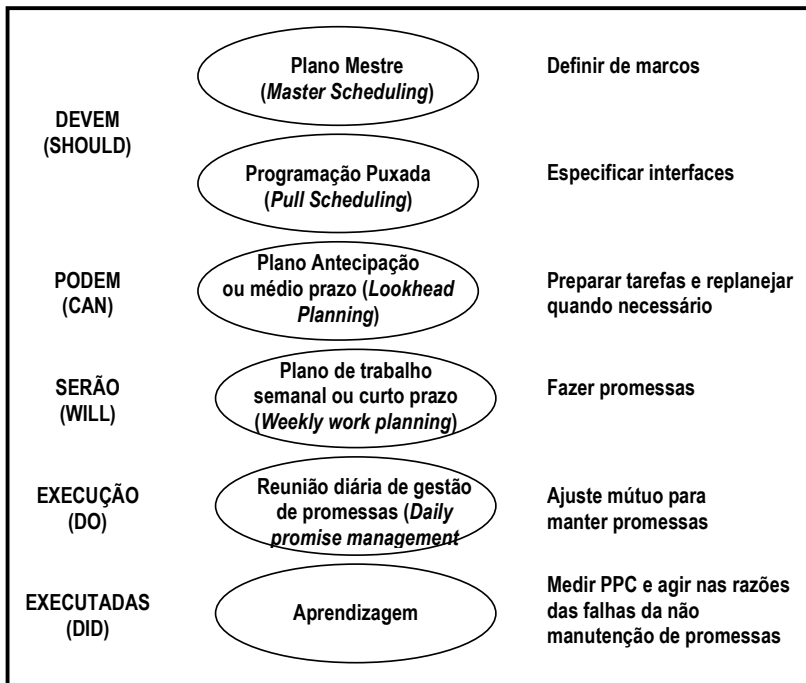 Plano Mestre
(Master Scheduling)
Definir de marcos
DEVEM
(SHOULD)
Programação Puxada
(Pull Scheduling)
Especificar interfaces
PODEM
(CAN)
Plano Antecipação
ou médio prazo (Lookhead
Planning)
Preparar tarefas e replanejar
quando necessário
SERÃO
(WILL)
Plano de trabalho
semanal ou curto prazo
(Weekly work planning)
Fazer promessas
EXECUÇÃO
(DO)
Reunião diária de gestão
de promessas (Daily
promise management
Ajuste mútuo para
manter promessas
EXECUTADAS
(DID)
Aprendizagem
Medir PPC e agir nas razões
das falhas da não
manutenção de promessas